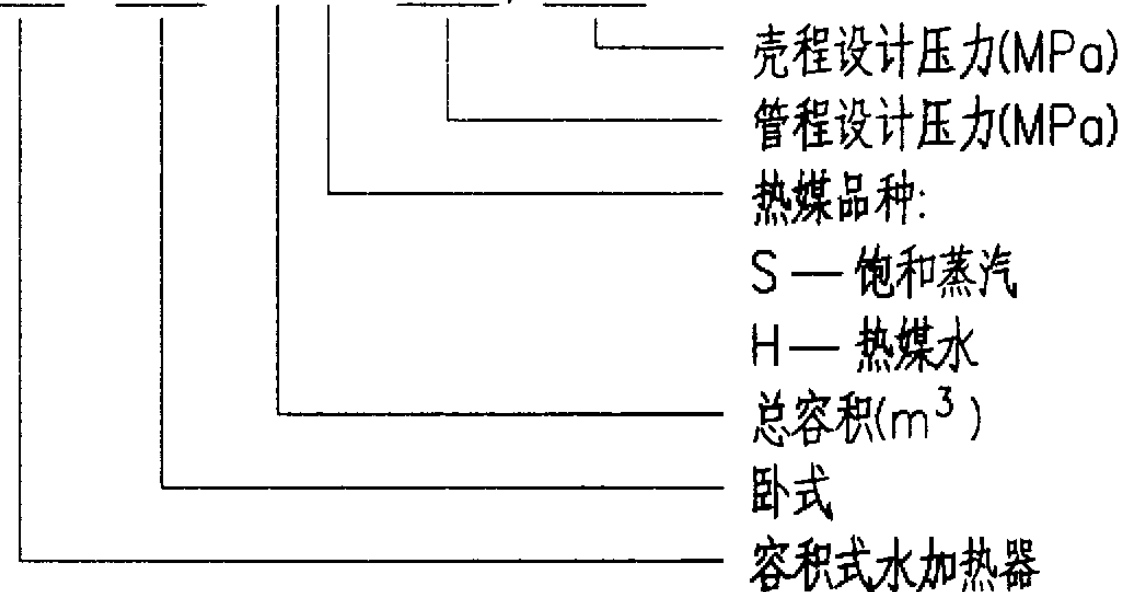 壳程设计压力(MPa)
管程设计压力(MPa)
热媒品种:
S — 饱和蒸汽
H — 热媒水
总容积(m³)
卧式
容积式水加热器